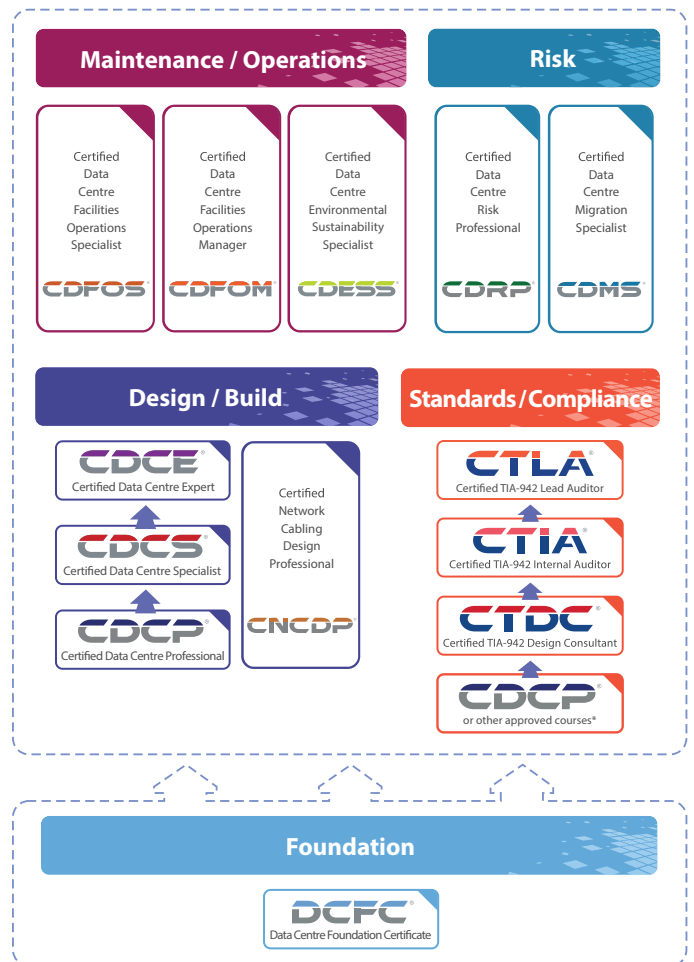 Maintenance / Operations
Certified
Data
Centre
Facilities
Operations
Specialist
CDFOS®
Certified
Data
Centre
Facilities
Operations
Manager
CDFOM®
Certified
Data
Centre
Environmental
Sustainability
Specialist
CDESS®
Risk
Certified
Data
Centre
Risk
Professional
CDRP®
Certified
Data
Centre
Migration
Specialist
CDMS®
Design / Build
CDCE®
Certified Data Centre Expert
CDCS®
Certified Data Centre Specialist
CDCP®
Certified Data Centre Professional
Certified
Network
Cabling
Design
Professional
CNCDP®
Standards / Compliance
CTLA®
Certified TIA-942 Lead Auditor
CTIA®
Certified TIA-942 Internal Auditor
CTDC®
Certified TIA-942 Design Consultant
CDCP®
or other approved courses*
Foundation
DCFC®
Data Centre Foundation Certificate